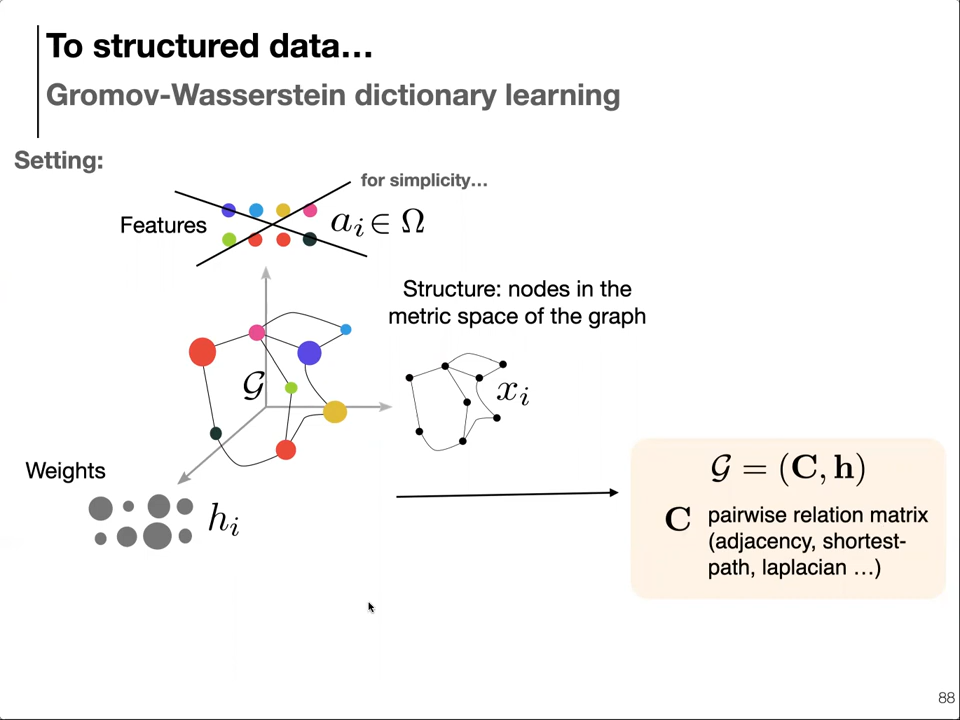 To structured data…
Gromov-Wasserstein dictionary learning
Setting:
for simplicity…
Features
a_i ∈ Ω
Structure: nodes in the
metric space of the graph
𝒢
x_i
Weights
h_i
𝒢 = (C, h)
C pairwise relation matrix
(adjacency, shortest-
path, laplacian …)
88